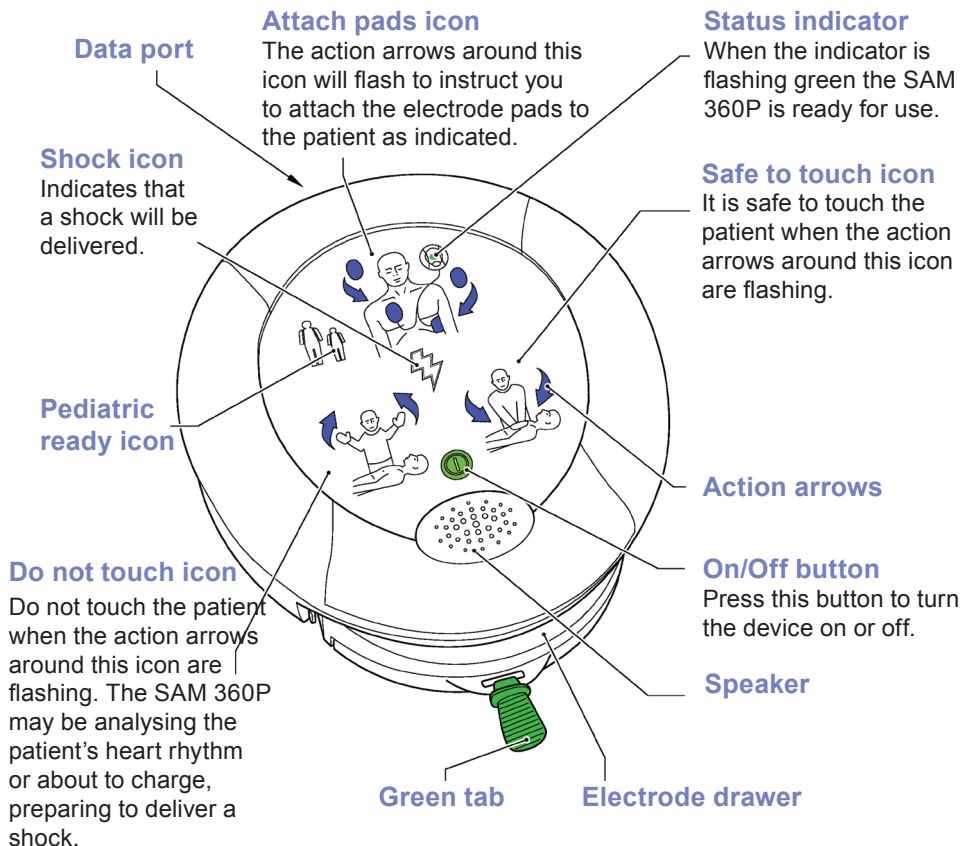 Attach pads icon
The action arrows around this
icon will flash to instruct you
to attach the electrode pads to
the patient as indicated.
Status indicator
When the indicator is
flashing green the SAM
360P is ready for use.
Data port
Shock icon
Indicates that
a shock will be
delivered.
Safe to touch icon
It is safe to touch the
patient when the action
arrows around this icon
are flashing.
Pediatric
ready icon
Action arrows
Do not touch icon
Do not touch the patient
when the action arrows
around this icon are
flashing. The SAM 360P
may be analysing the
patient’s heart rhythm
or about to charge,
preparing to deliver a
shock.
On/Off button
Press this button to turn
the device on or off.
Speaker
Green tab
Electrode drawer